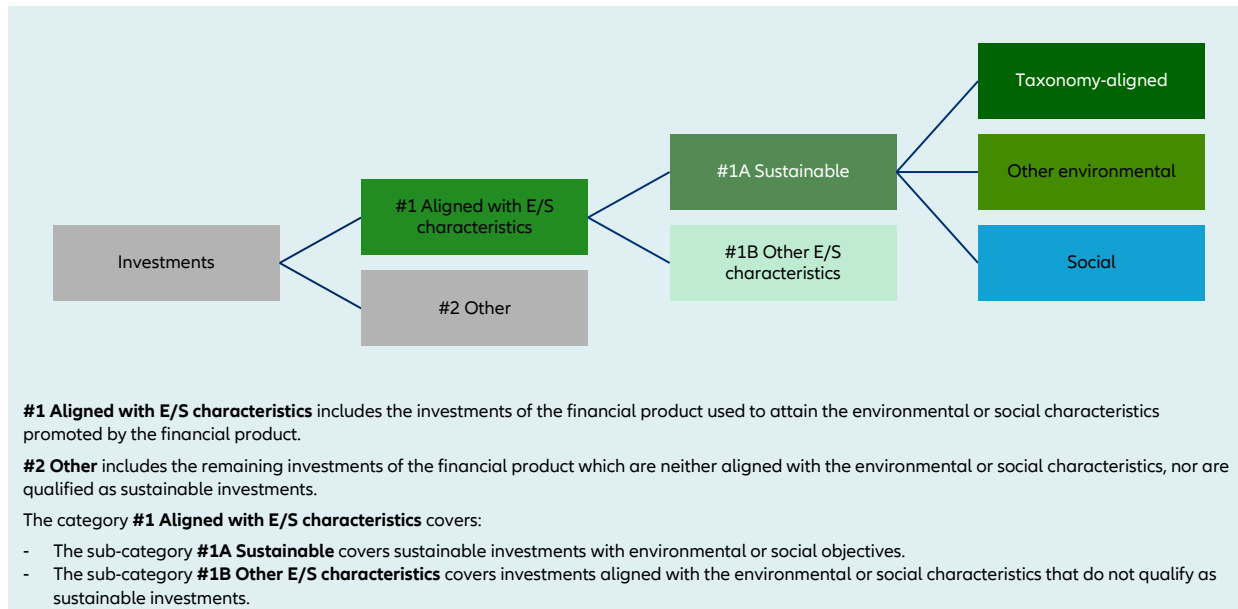 Taxonomy-aligned
#1A Sustainable
Other environmental
#1 Aligned with E/S
characteristics
Investments
#1B Other E/S
characteristics
Social
#2 Other
#1 Aligned with E/S characteristics includes the investments of the financial product used to attain the environmental or social characteristics
promoted by the financial product.
#2 Other includes the remaining investments of the financial product which are neither aligned with the environmental or social characteristics, nor are
qualified as sustainable investments.
The category #1 Aligned with E/S characteristics covers:
- The sub-category #1A Sustainable covers sustainable investments with environmental or social objectives.
- The sub-category #1B Other E/S characteristics covers investments aligned with the environmental or social characteristics that do not qualify as
sustainable investments.